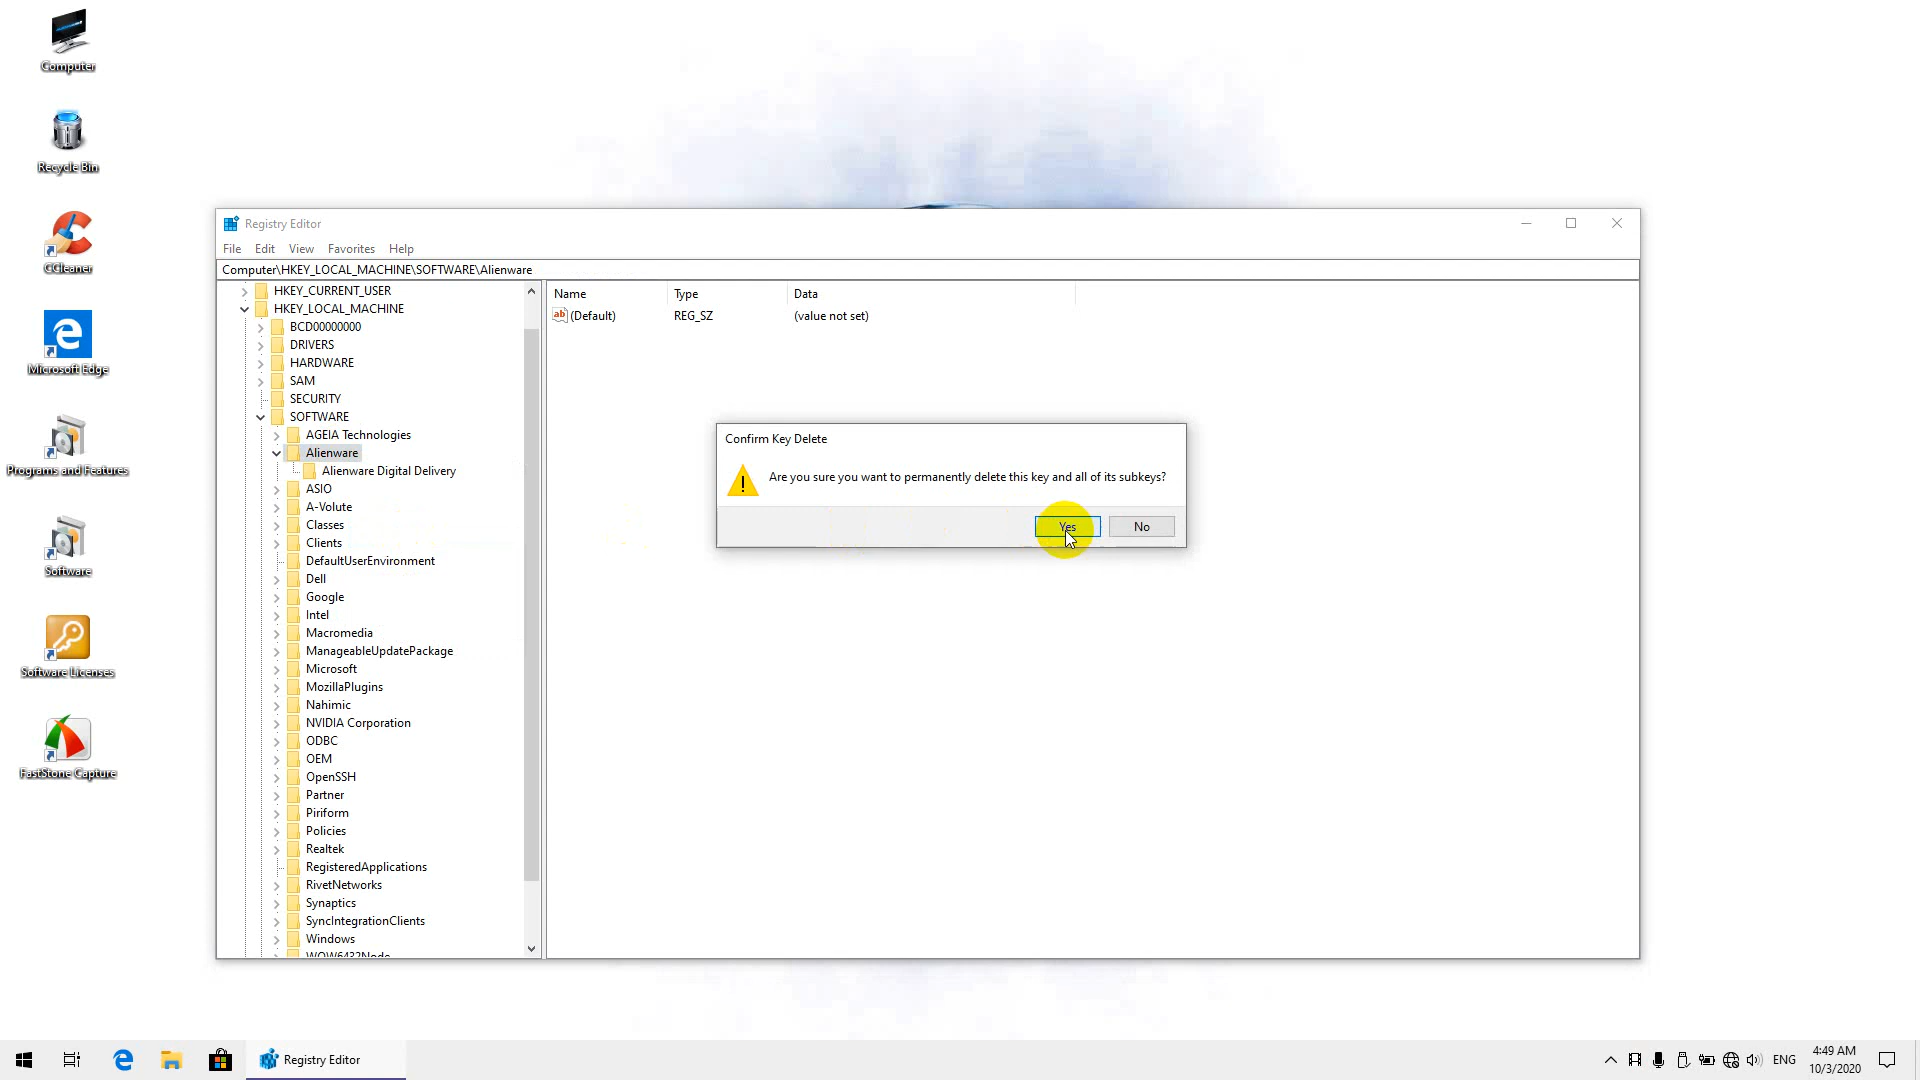 Computer
Recycle Bin
CCleaner
Microsoft Edge
Programs and Features
Software
Software Licenses
FastStone Capture
Registry Editor
File Edit View Favorites Help
Computer\HKEY_LOCAL_MACHINE\SOFTWARE\Alienware
HKEY_CURRENT_USER
HKEY_LOCAL_MACHINE
BCD00000000
DRIVERS
HARDWARE
SAM
SECURITY
SOFTWARE
AGEIA Technologies
Alienware
Alienware Digital Delivery
ASIO
A-Volute
Classes
Clients
DefaultUserEnvironment
Dell
Google
Intel
Macromedia
ManageableUpdatePackage
Microsoft
MozillaPlugins
Nahimic
NVIDIA Corporation
ODBC
OEM
OpenSSH
Partner
Piriform
Policies
Realtek
RegisteredApplications
RivetNetworks
Synaptics
SyncIntegrationClients
Windows
WOW6432Node
Name Type Data
ab (Default) REG_SZ (value not set)
Confirm Key Delete
Are you sure you want to permanently delete this key and all of its subkeys?
Yes No
Registry Editor
ENG
4:49 AM
10/3/2020